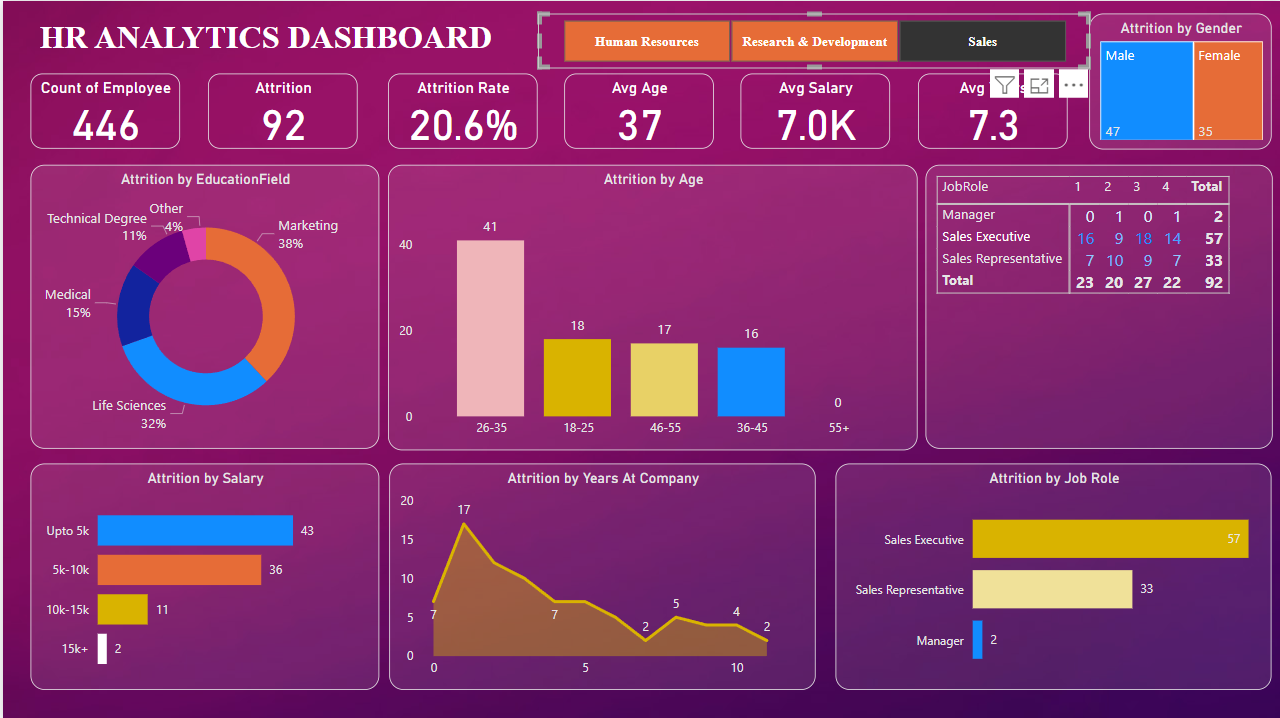 HR ANALYTICS DASHBOARD
Human Resources
Research & Development
Sales
Attrition by Gender
Male
Female
47
35
Count of Employee
446
Attrition
92
Attrition Rate
20.6%
Avg Age
37
Avg Salary
7.0K
Avg
7.3
Attrition by EducationField
Other
4%
Technical Degree
11%
Marketing
38%
Medical
15%
Life Sciences
32%
Attrition by Age
40
20
0
41
18
17
16
0
26-35
18-25
46-55
36-45
55+
JobRole 1 2 3 4 Total
Manager 0 1 0 1 2
Sales Executive 16 9 18 14 57
Sales Representative 7 10 9 7 33
Total 23 20 27 22 92
Attrition by Salary
Upto 5k 43
5k-10k 36
10k-15k 11
15k+ 2
Attrition by Years At Company
20
15
10
5
0
7
17
7
2
5
4
2
0
5
10
Attrition by Job Role
Sales Executive 57
Sales Representative 33
Manager 2